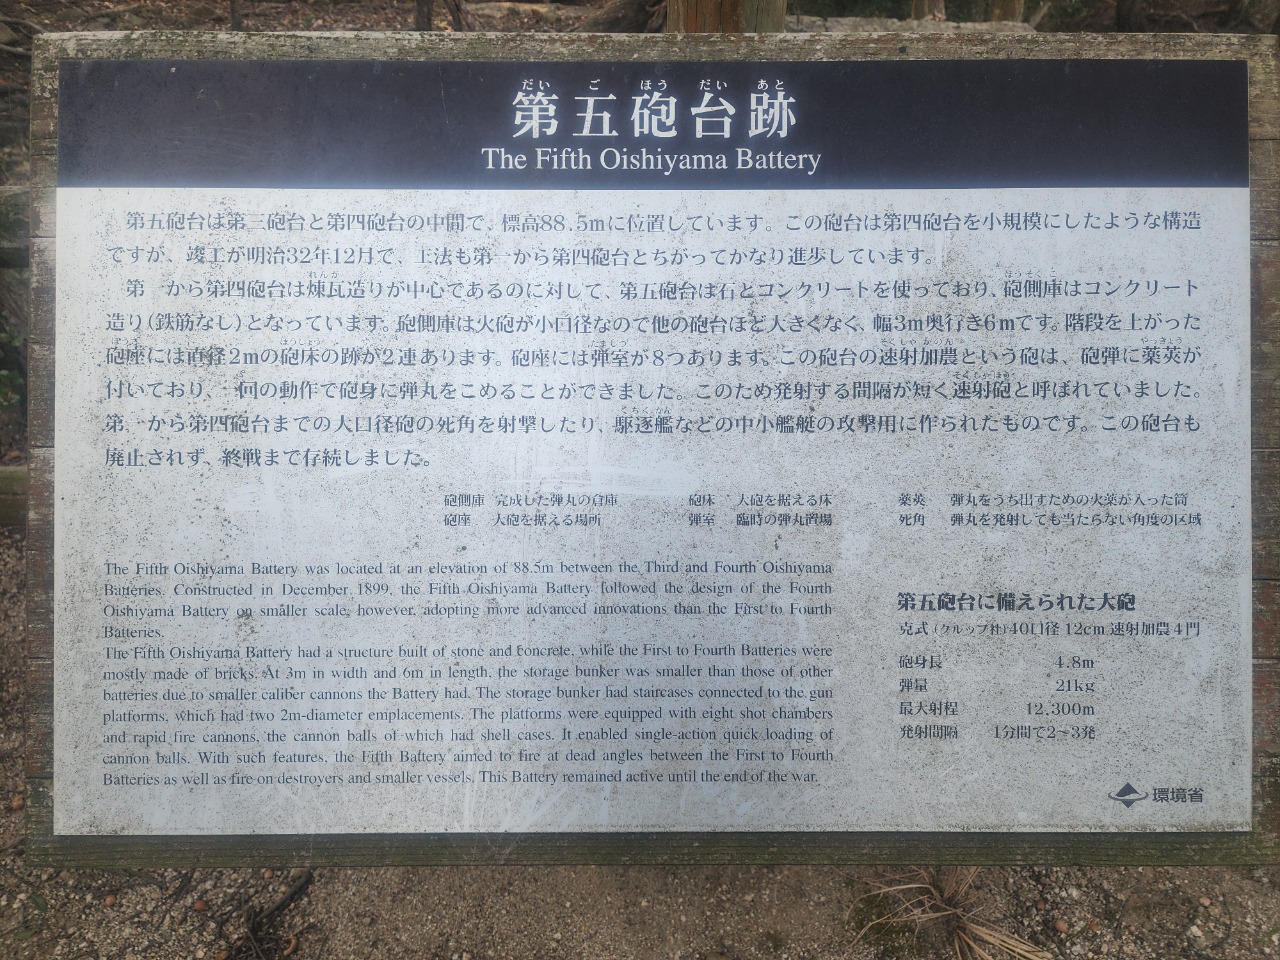 だい ご ほう だい あと
第五砲台跡
The Fifth Oishiyama Battery
第五砲台は第三砲台と第四砲台の中間で、標高88.5mに位置しています。この砲台は第四砲台を小規模にしたような構造
ですが、竣工が明治32年12月で、工法も第一から第四砲台とちがってかなり進歩しています。
れんが ほうそくこ
第一から第四砲台は煉瓦造りが中心であるのに対して、第五砲台は石とコンクリートを使っており、砲側庫はコンクリート
造り(鉄筋なし)となっています。砲側庫は火砲が小口径なので他の砲台ほど大きくなく、幅3m奥行き6mです。階段を上がった
砲座には直径2mの砲床の跡が2連あります。砲座には弾室が8つあります。この砲台の速射加農という砲は、砲弾に薬莢が
付いており、一回の動作で砲身に弾丸をこめることができました。このため発射する間隔が短く速射砲と呼ばれていました。
くちくかん
第一から第四砲台までの大口径砲の死角を射撃したり、駆逐艦などの中小艦艇の攻撃用に作られたものです。この砲台も
廃止されず、終戦まで存続しました。
砲側庫 完成した弾丸の倉庫 砲床 大砲を据える床 薬莢 弾丸をうち出すための火薬が入った筒
砲座 大砲を据える場所 弾室 臨時の弾丸置場 死角 弾丸を発射しても当たらない角度の区域
The Fifth Oishiyama Battery was located at an elevation of 88.5m between the Third and Fourth Oishiyama
Batteries. Constructed in December 1899, the Fifth Oishiyama Battery followed the design of the Fourth
Oishiyama Battery on smaller scale, however, adopting more advanced innovations than the First to Fourth
Batteries.
The Fifth Oishiyama Battery had a structure built of stone and concrete, while the First to Fourth Batteries were
mostly made of bricks. At 3m in width and 6m in length, the storage bunker was smaller than those of other
batteries due to smaller caliber cannons the Battery had. The storage bunker had staircases connected to the gun
platforms, which had two 2m-diameter emplacements. The platforms were equipped with eight shot chambers
and rapid fire cannons, the cannon balls of which had shell cases. It enabled single-action quick loading of
cannon balls. With such features, the Fifth Battery aimed to fire at dead angles between the First to Fourth
Batteries as well as fire on destroyers and smaller vessels. This Battery remained active until the end of the war.
第五砲台に備えられた大砲
克式(クルップ社)40口径 12cm 速射加農4門
砲身長 4.8m
弾量 21kg
最大射程 12,300m
発射間隔 1分間で2~3発
環境省